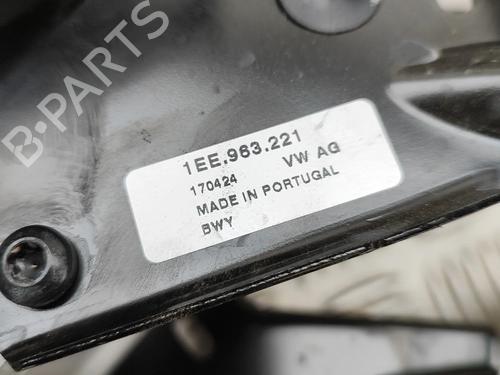 B-PARTS
1EE.963.221
170424 VW AG
MADE IN PORTUGAL
BWY